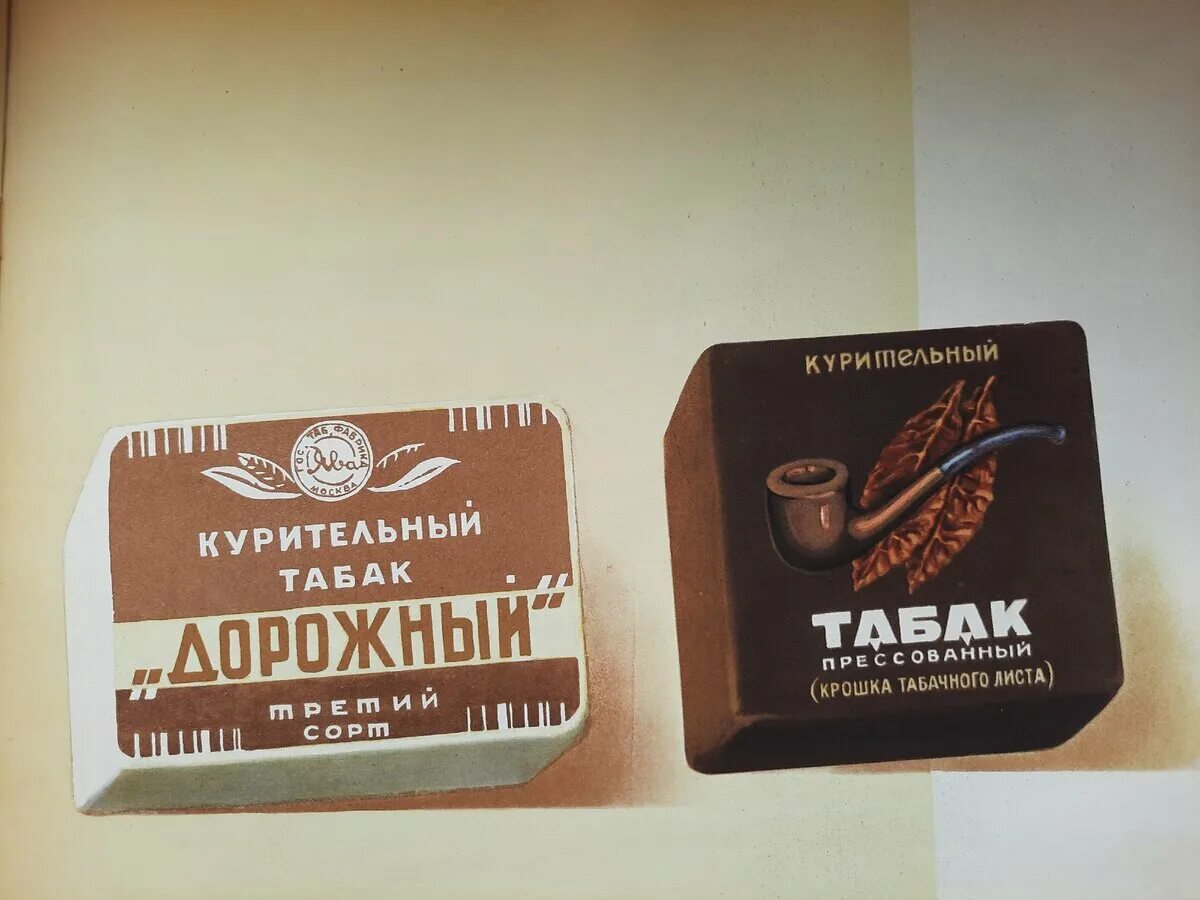 ГОС. ТАБ. ФАБРИКА
Ява
МОСКВА
КУРИТЕЛЬНЫЙ
ТАБАК
„ДОРОЖНЫЙ“
ТРЕТИЙ
СОРТ
КУРИТЕЛЬНЫЙ
ТАБАК
ПРЕССОВАННЫЙ
(КРОШКА ТАБАЧНОГО ЛИСТА)